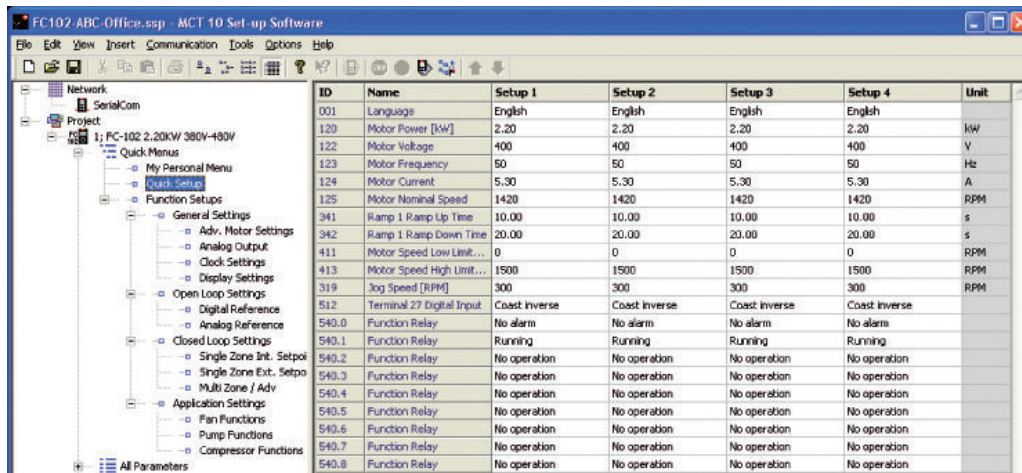 FC102-ABC-Office.ssp - MCT 10 Set-up Software
File Edit View Insert Communication Tools Options Help
Network
SerialCom
Project
1; FC-102 2.20KW 380V-480V
Quick Menus
My Personal Menu
Quick Setup
Function Setups
General Settings
Adv. Motor Settings
Analog Output
Clock Settings
Display Settings
Open Loop Settings
Digital Reference
Analog Reference
Closed Loop Settings
Single Zone Int. Setpoi
Single Zone Ext. Setpo
Multi Zone / Adv
Application Settings
Fan Functions
Pump Functions
Compressor Functions
All Parameters
ID Name Setup 1 Setup 2 Setup 3 Setup 4 Unit
001 Language English English English English
120 Motor Power [kW] 2.20 2.20 2.20 2.20 kW
122 Motor Voltage 400 400 400 400 V
123 Motor Frequency 50 50 50 50 Hz
124 Motor Current 5.30 5.30 5.30 5.30 A
125 Motor Nominal Speed 1420 1420 1420 1420 RPM
341 Ramp 1 Ramp Up Time 10.00 10.00 10.00 10.00 s
342 Ramp 1 Ramp Down Time 20.00 20.00 20.00 20.00 s
411 Motor Speed Low Limit... 0 0 0 0 RPM
413 Motor Speed High Limit... 1500 1500 1500 1500 RPM
319 Jog Speed [RPM] 300 300 300 300 RPM
512 Terminal 27 Digital Input Coast inverse Coast inverse Coast inverse Coast inverse
540.0 Function Relay No alarm No alarm No alarm No alarm
540.1 Function Relay Running Running Running Running
540.2 Function Relay No operation No operation No operation No operation
540.3 Function Relay No operation No operation No operation No operation
540.4 Function Relay No operation No operation No operation No operation
540.5 Function Relay No operation No operation No operation No operation
540.6 Function Relay No operation No operation No operation No operation
540.7 Function Relay No operation No operation No operation No operation
540.8 Function Relay No operation No operation No operation No operation